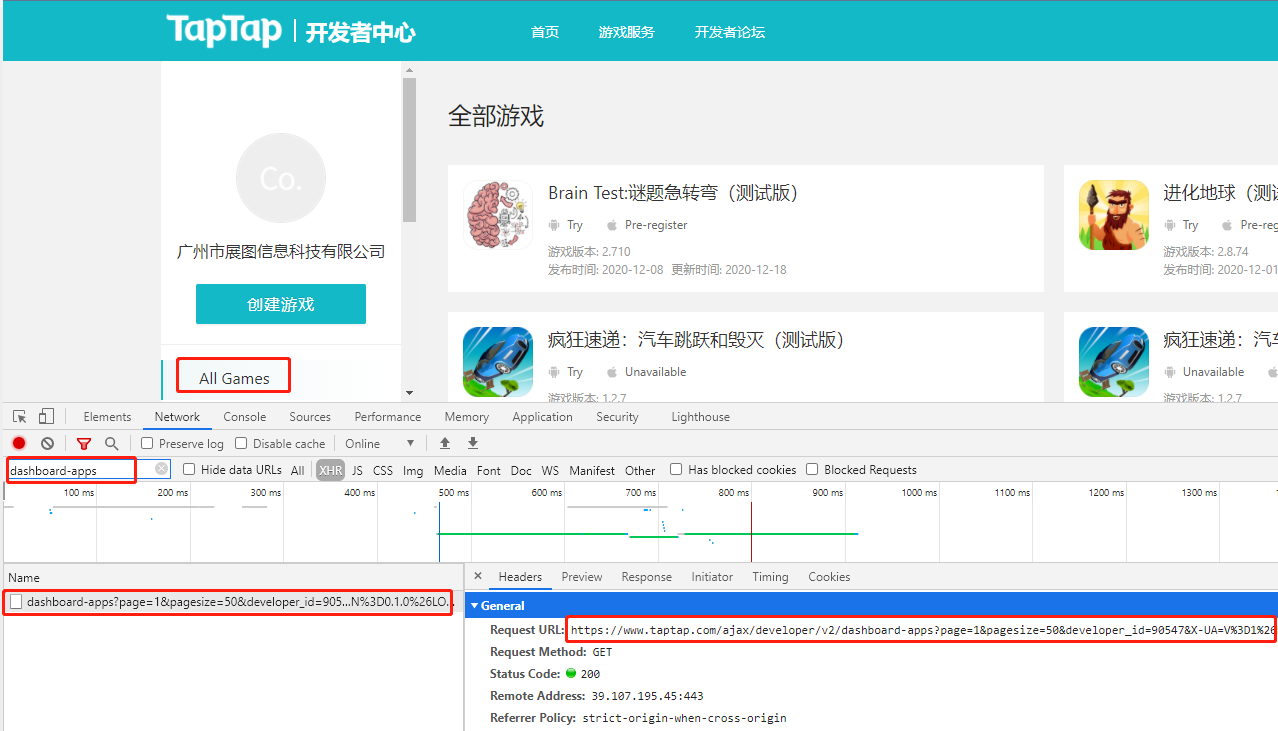 TapTap | 开发者中心 首页 游戏服务 开发者论坛
Co.
广州市展图信息科技有限公司
创建游戏
All Games
全部游戏
Brain Test:谜题急转弯（测试版）
Try Pre-register
游戏版本: 2.710
发布时间: 2020-12-08 更新时间: 2020-12-18
进化地球（测试
Try Pre-reg
游戏版本: 2.8.74
发布时间: 2020-12-01
疯狂速递：汽车跳跃和毁灭（测试版）
Try Unavailable
游戏版本: 1.2.7
疯狂速递：汽车
Unavailable
游戏版本: 1.2.7
Elements Network Console Sources Performance Memory Application Security Lighthouse
Preserve log Disable cache Online
dashboard-apps Hide data URLs All XHR JS CSS Img Media Font Doc WS Manifest Other Has blocked cookies Blocked Requests
100 ms 200 ms 300 ms 400 ms 500 ms 600 ms 700 ms 800 ms 900 ms 1000 ms 1100 ms 1200 ms 1300 ms
Name
dashboard-apps?page=1&pagesize=50&developer_id=905...N%3D0.1.0%26LO...
× Headers Preview Response Initiator Timing Cookies
General
Request URL: https://www.taptap.com/ajax/developer/v2/dashboard-apps?page=1&pagesize=50&developer_id=90547&X-UA=V%3D1%26
Request Method: GET
Status Code: 200
Remote Address: 39.107.195.45:443
Referrer Policy: strict-origin-when-cross-origin